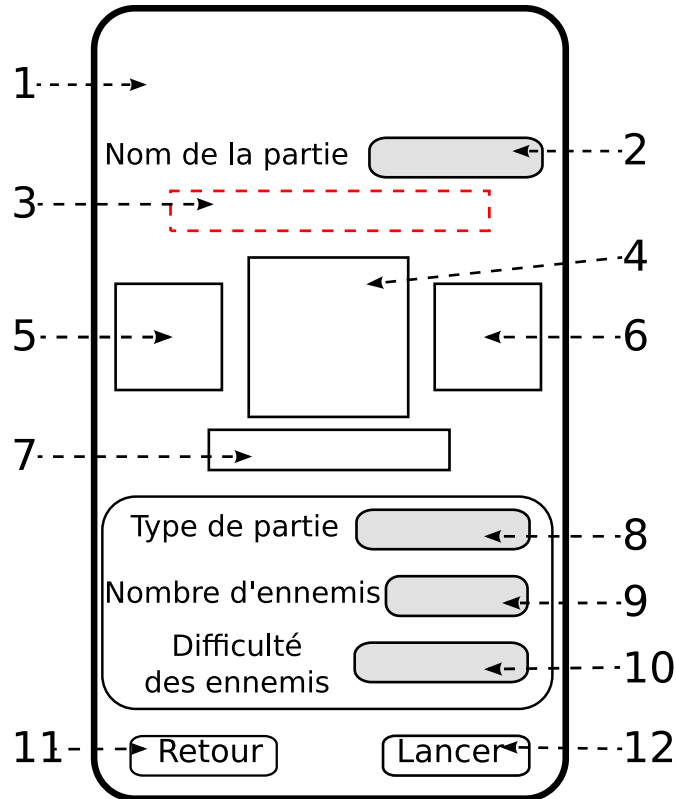 1
Nom de la partie
2
3
4
5
6
7
Type de partie
8
Nombre d'ennemis
9
Difficulté
des ennemis
10
11
Retour
Lancer
12